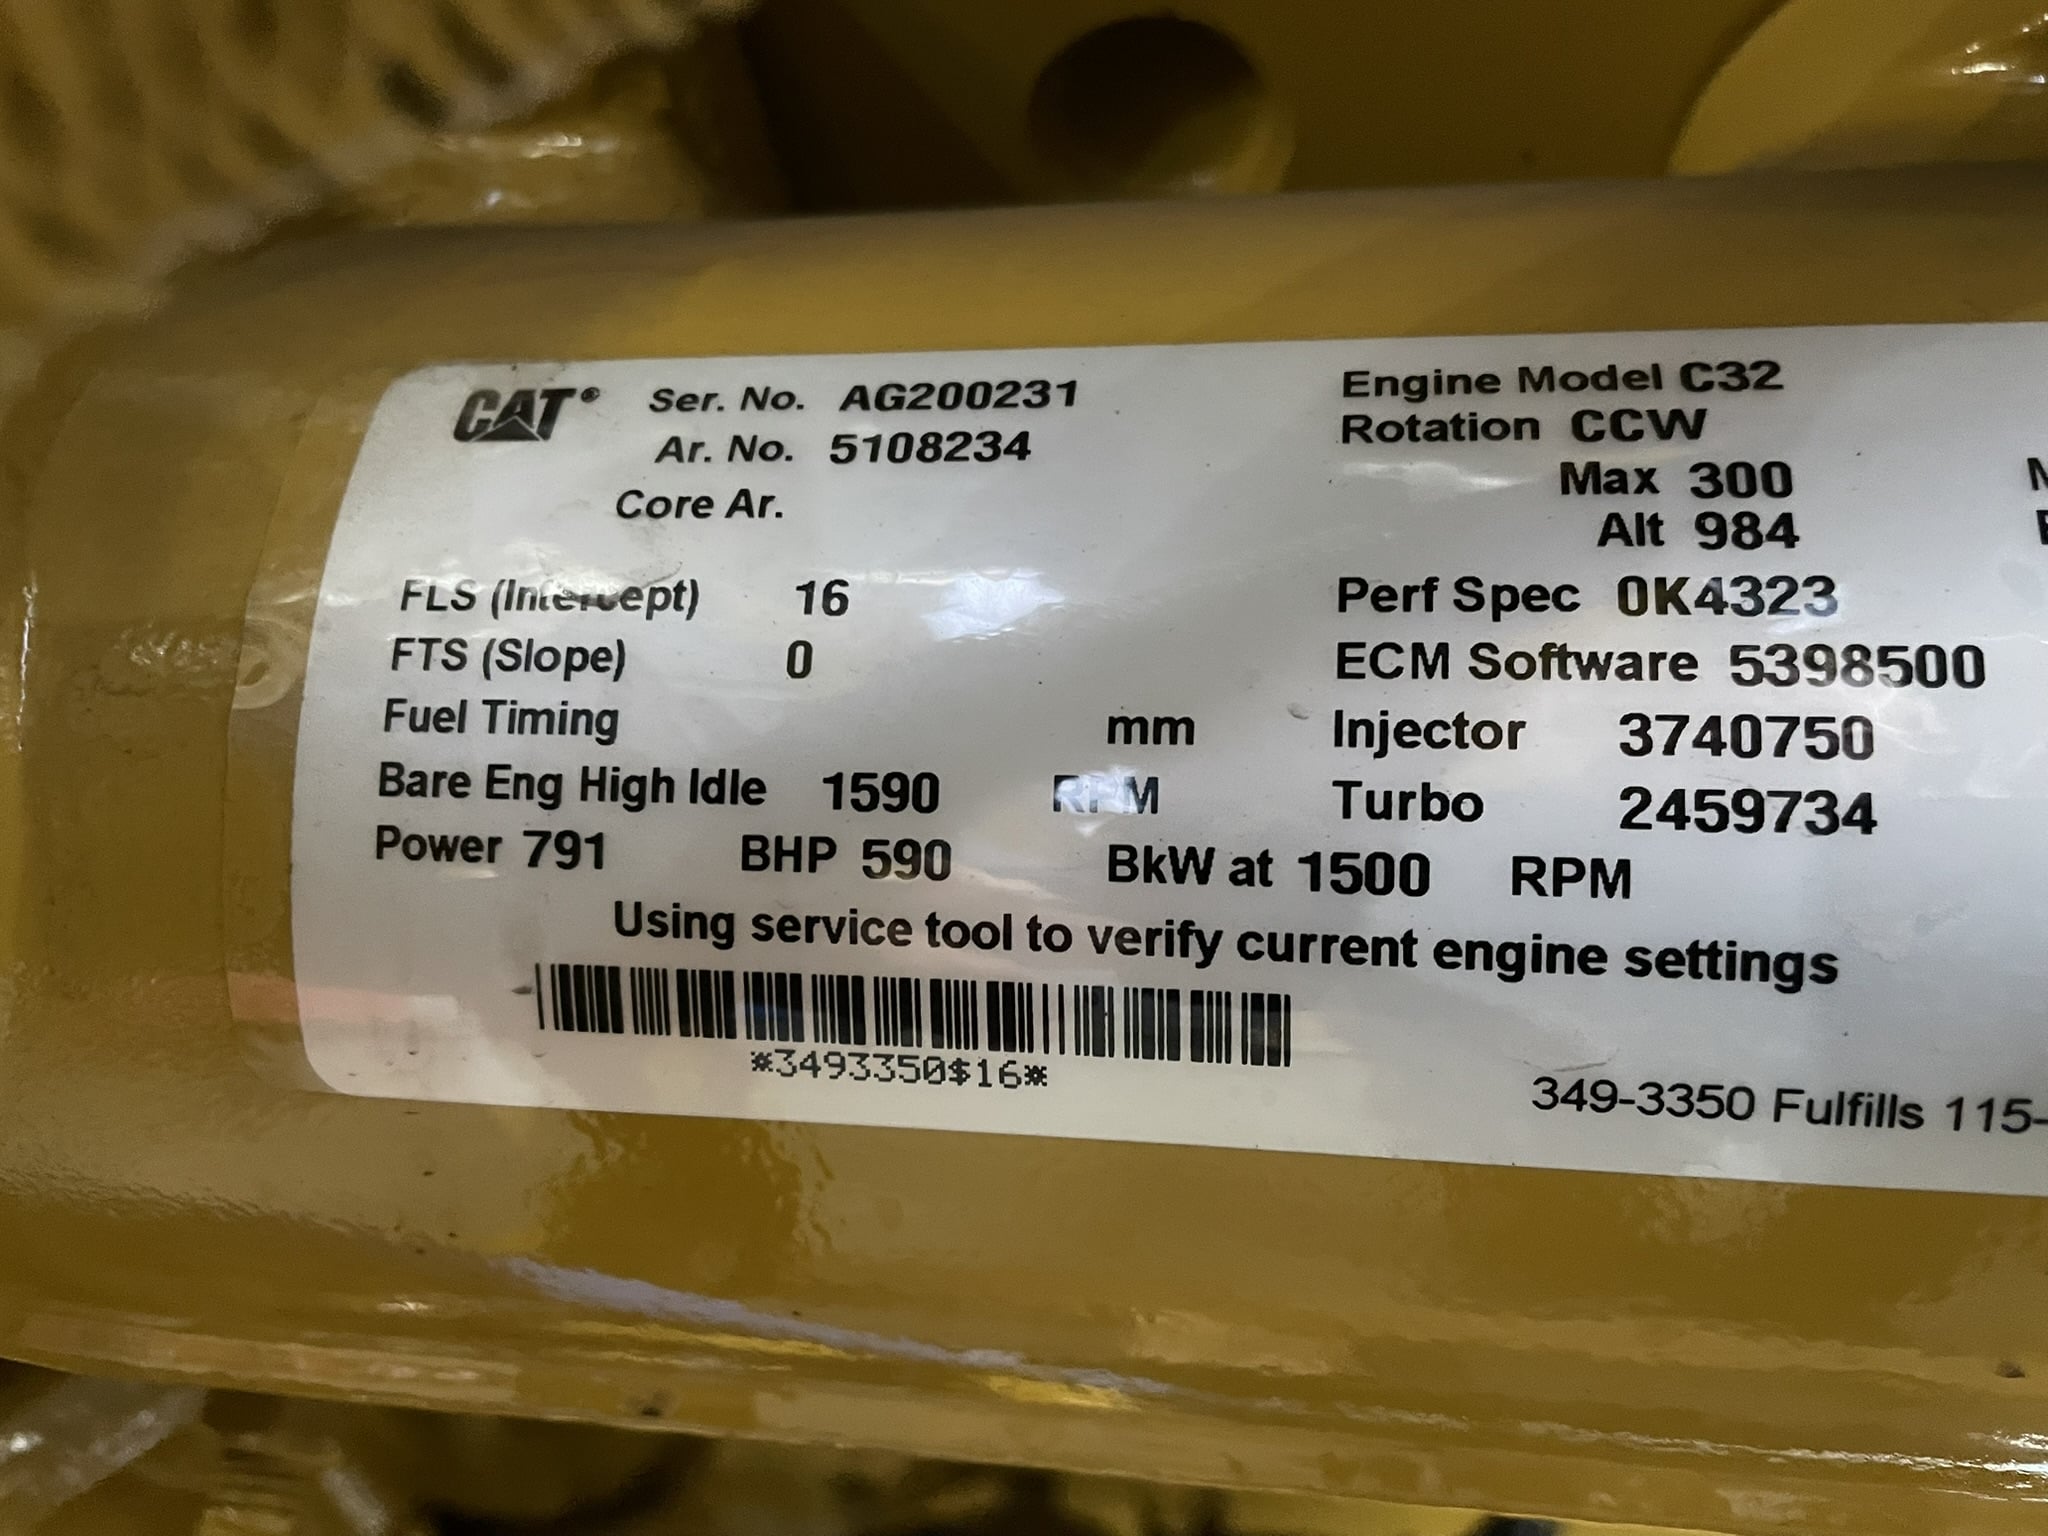 CAT® Ser. No. AG200231
Ar. No. 5108234
Core Ar.
Engine Model C32
Rotation CCW
Max 300
Alt 984
FLS (Intercept) 16
FTS (Slope) 0
Fuel Timing mm
Bare Eng High Idle 1590 RPM
Perf Spec 0K4323
ECM Software 5398500
Injector 3740750
Turbo 2459734
Power 791 BHP 590 BkW at 1500 RPM
Using service tool to verify current engine settings
*3493350$16*
349-3350 Fulfills 115-